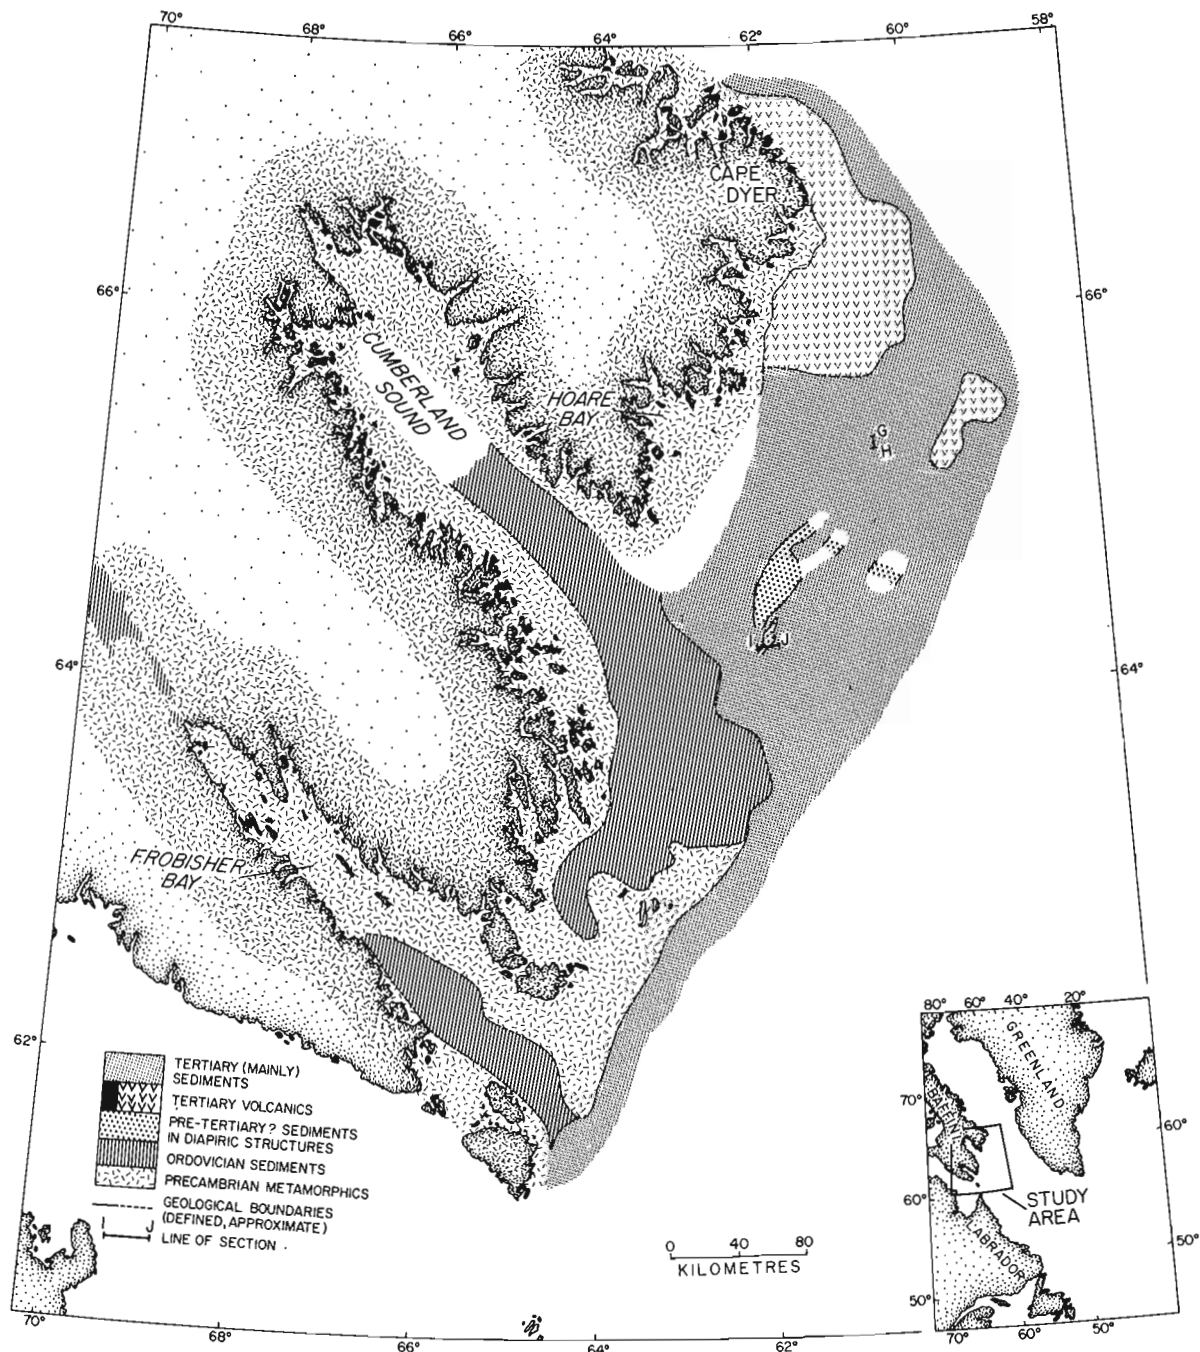 70°
68°
66°
64°
62°
60°
58°
CAPE
DYER
66°
66°
CUMBERLAND
SOUND
HOARE
BAY
G
H
I J
64°
64°
FROBISHER
BAY
62°
TERTIARY (MAINLY)
SEDIMENTS
TERTIARY VOLCANICS
PRE-TERTIARY? SEDIMENTS
IN DIAPIRIC STRUCTURES
ORDOVICIAN SEDIMENTS
PRECAMBRIAN METAMORPHICS
GEOLOGICAL BOUNDARIES
(DEFINED, APPROXIMATE)
I J
LINE OF SECTION
0 40 80
KILOMETRES
80° 60° 40° 20°
GREENLAND
70°
BAFFIN
60°
60°
STUDY
AREA
LABRADOR
50°
50°
70° 60° 50°
70°
68°
66°
64°
62°